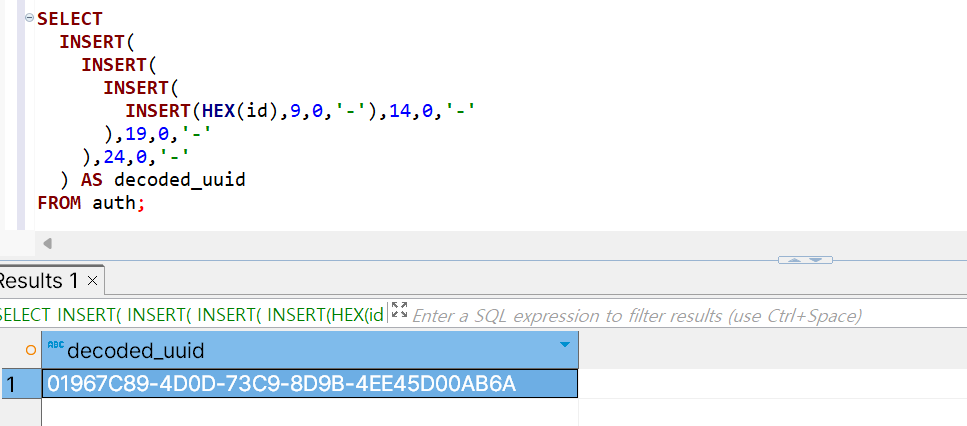 SELECT
INSERT(
INSERT(
INSERT(
INSERT(HEX(id),9,0,'-'),14,0,'-'
),19,0,'-'
),24,0,'-'
) AS decoded_uuid
FROM auth;
Results 1
SELECT INSERT( INSERT( INSERT( INSERT(HEX(id Enter a SQL expression to filter results (use Ctrl+Space)
ABC decoded_uuid
1 01967C89-4D0D-73C9-8D9B-4EE45D00AB6A